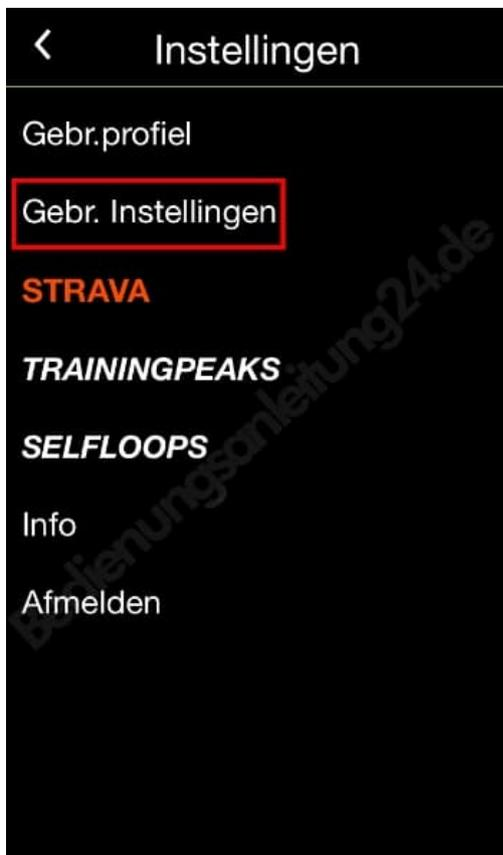 Instellingen
Gebr.profiel
Gebr. Instellingen
STRAVA
TRAININGPEAKS
SELFLOOPS
Info
Afmelden
Bedienungsanleitung24.de